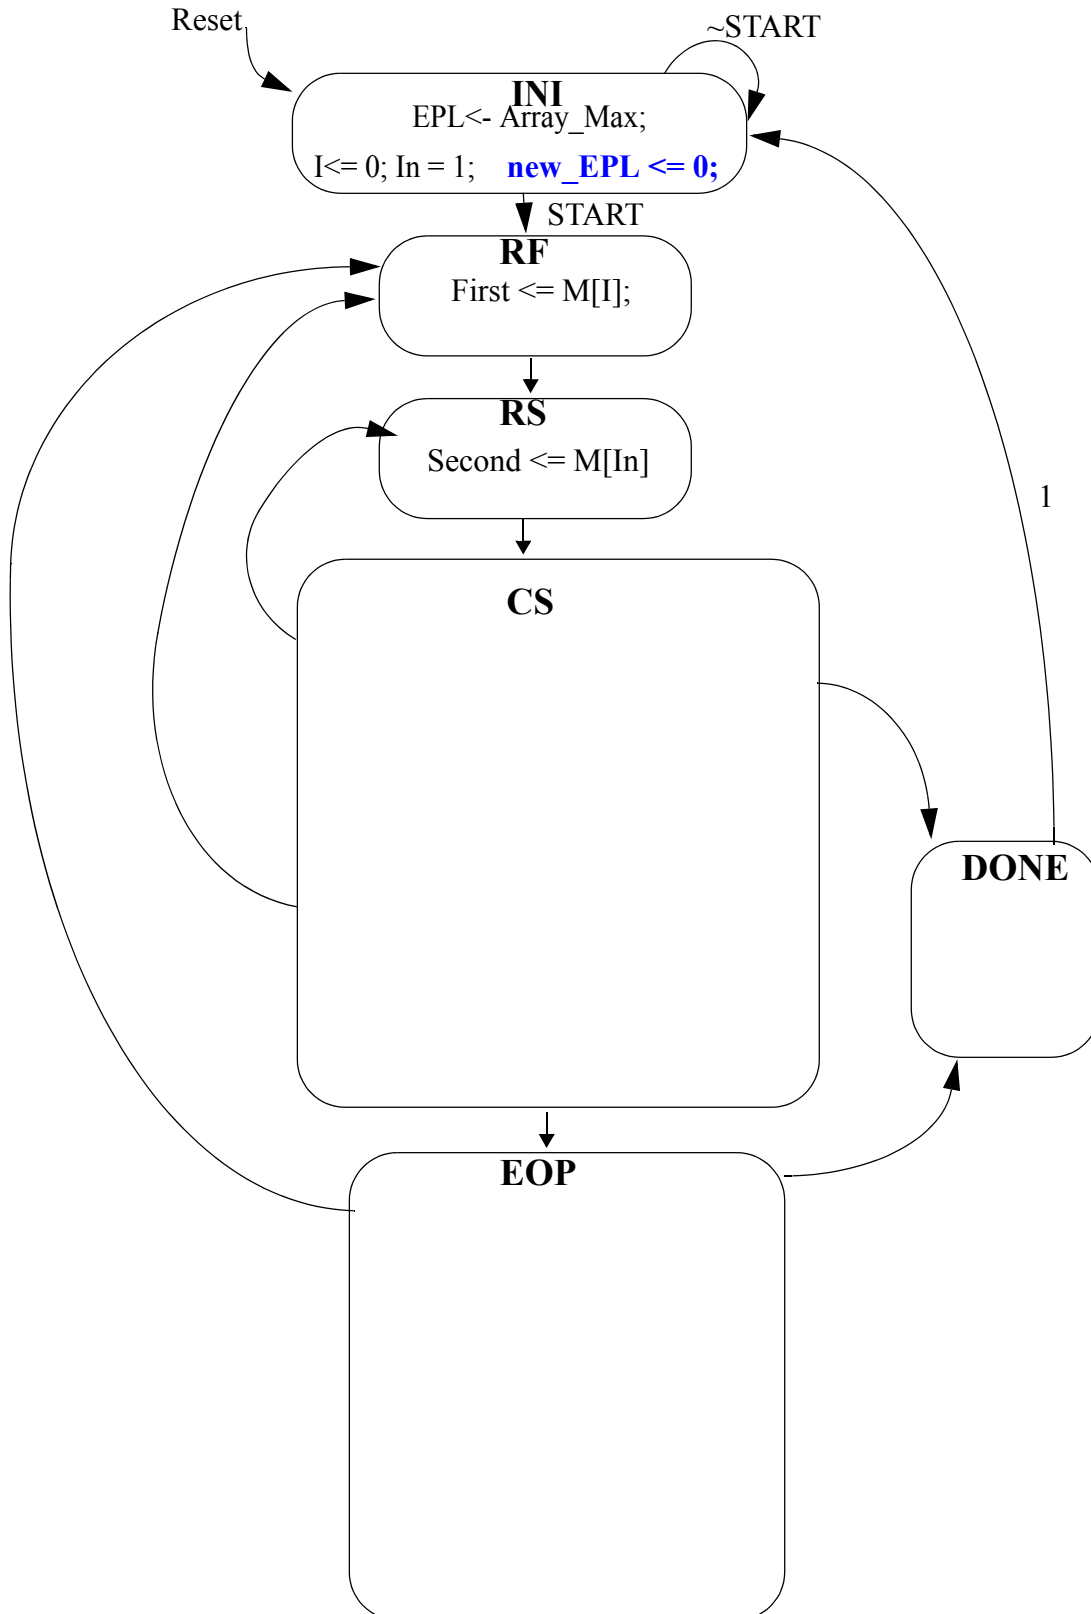 Reset
~START
INI
EPL<- Array_Max;
I<= 0; In = 1; new_EPL <= 0;
START
RF
First <= M[I];
RS
Second <= M[In]
1
CS
DONE
EOP